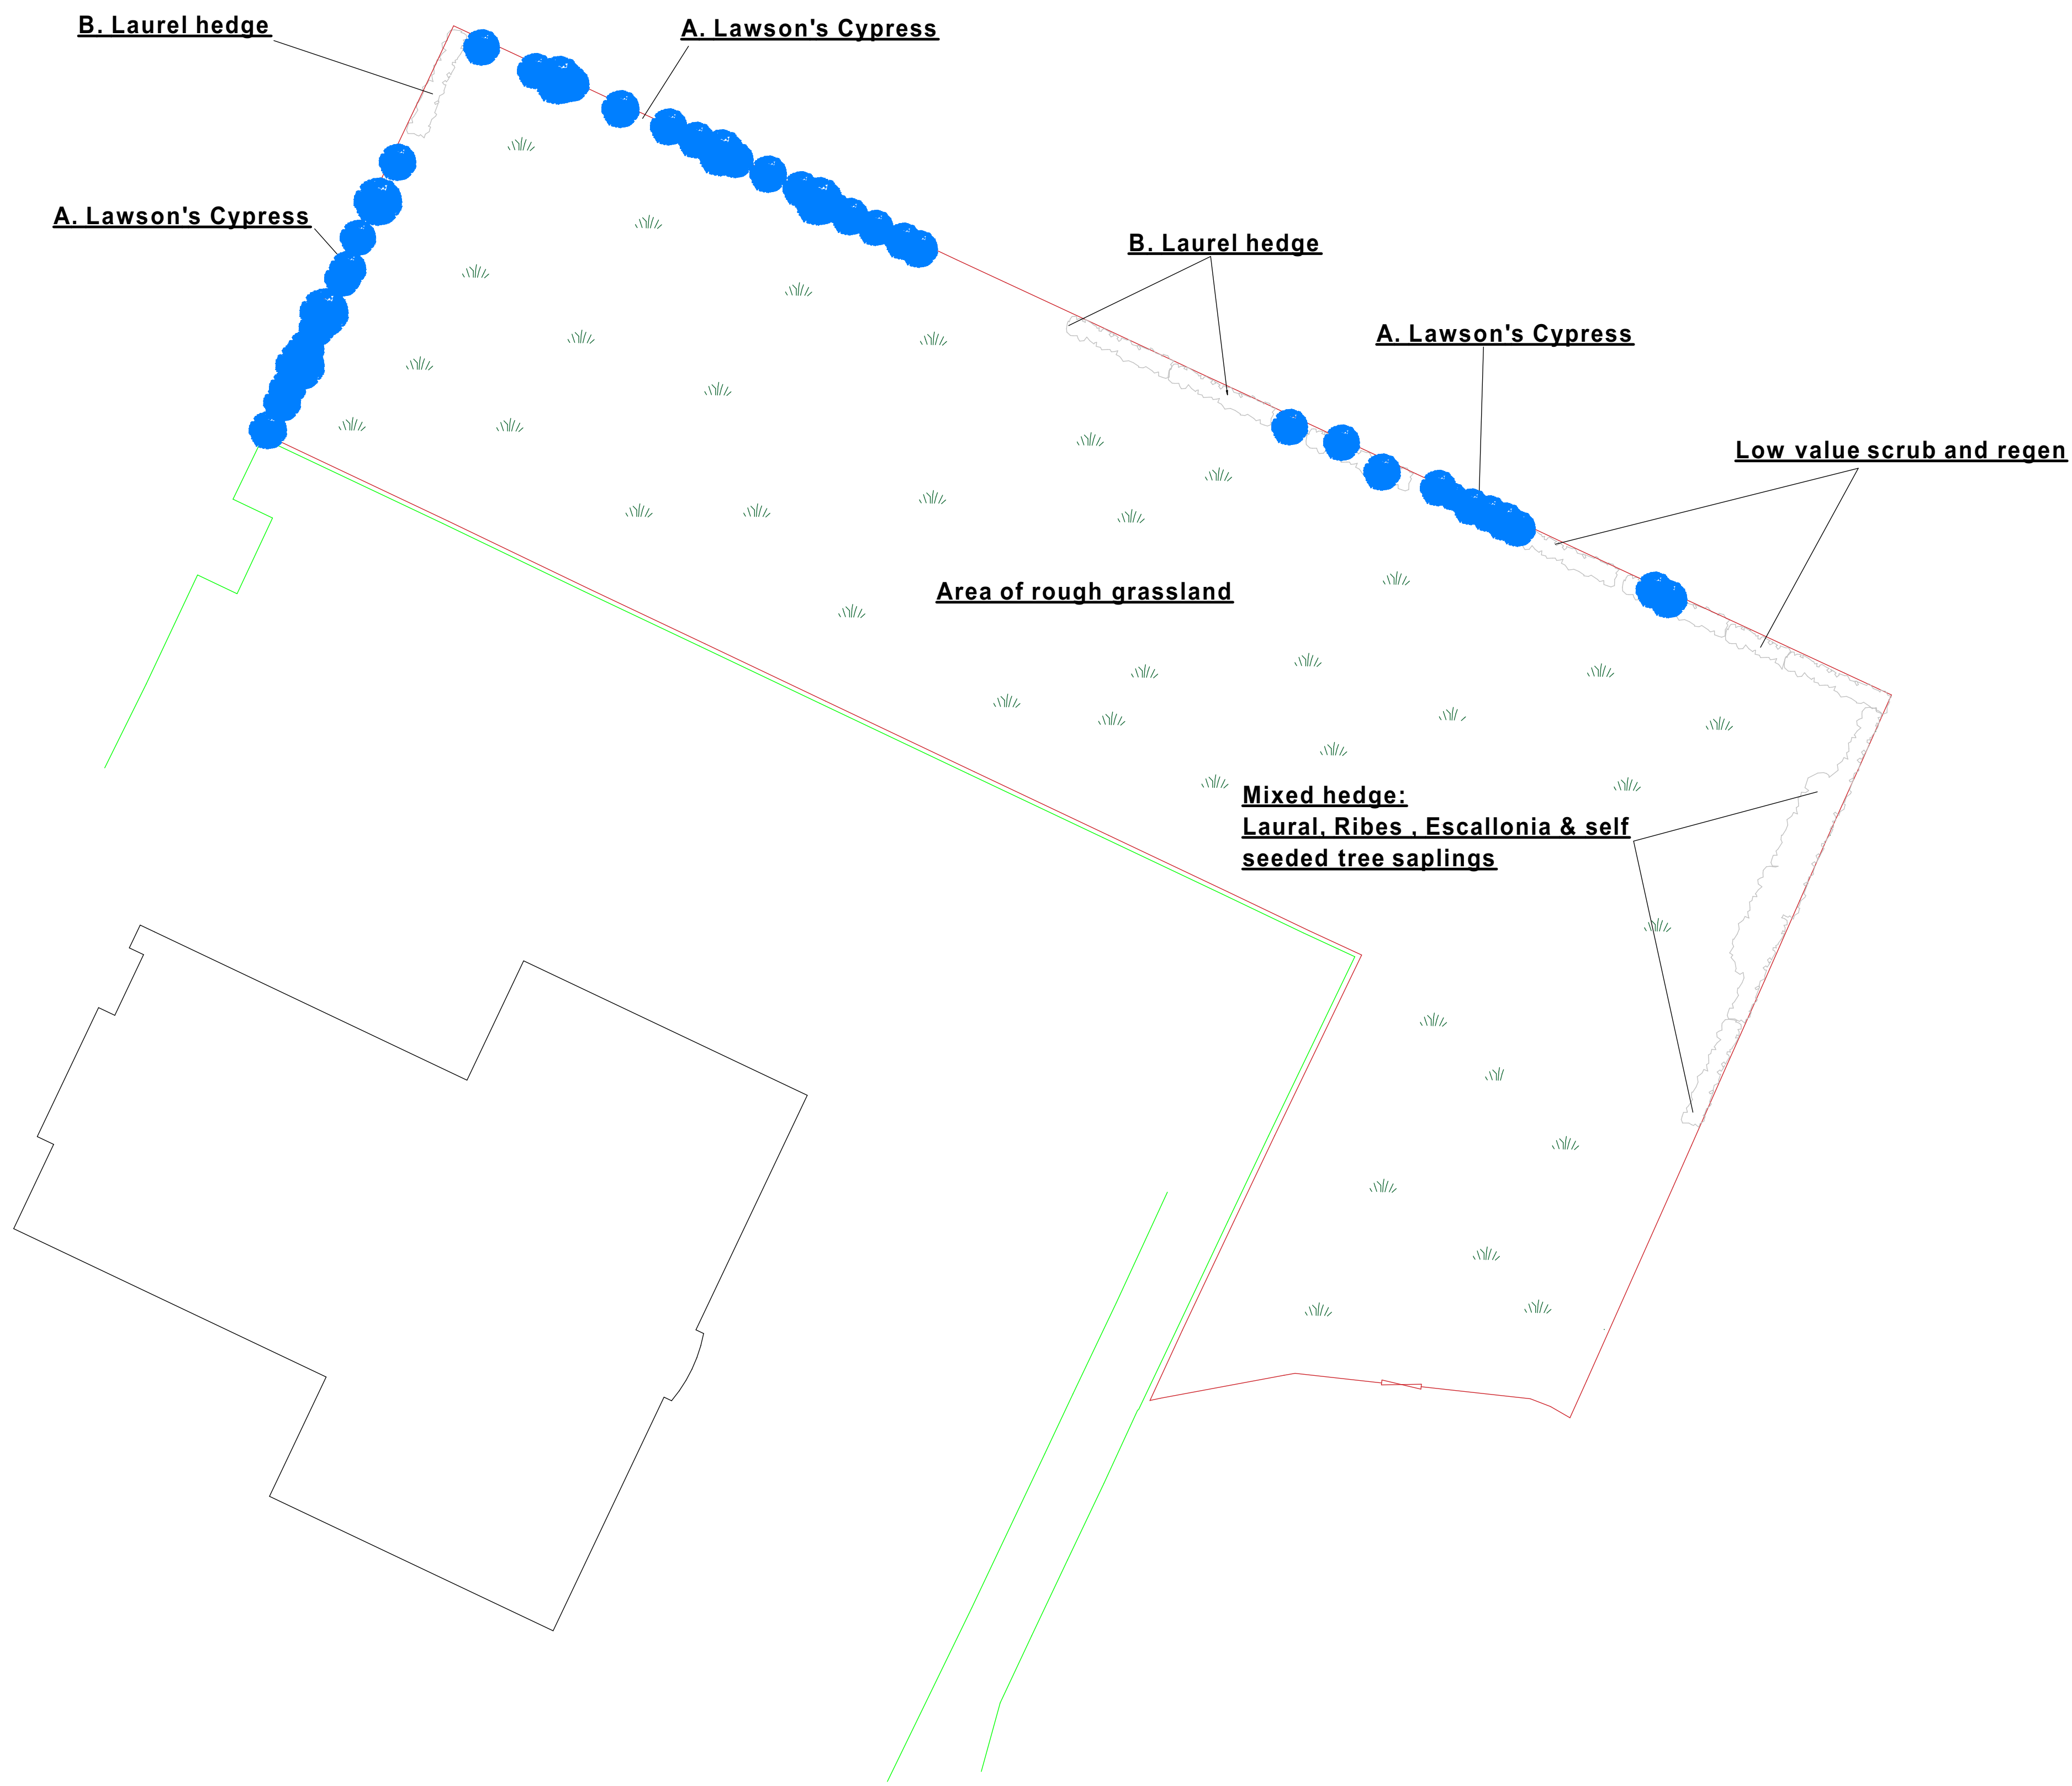 B. Laurel hedge
A. Lawson's Cypress
A. Lawson's Cypress
B. Laurel hedge
A. Lawson's Cypress
Low value scrub and regen
Area of rough grassland
Mixed hedge:
Laural, Ribes , Escallonia & self
seeded tree saplings